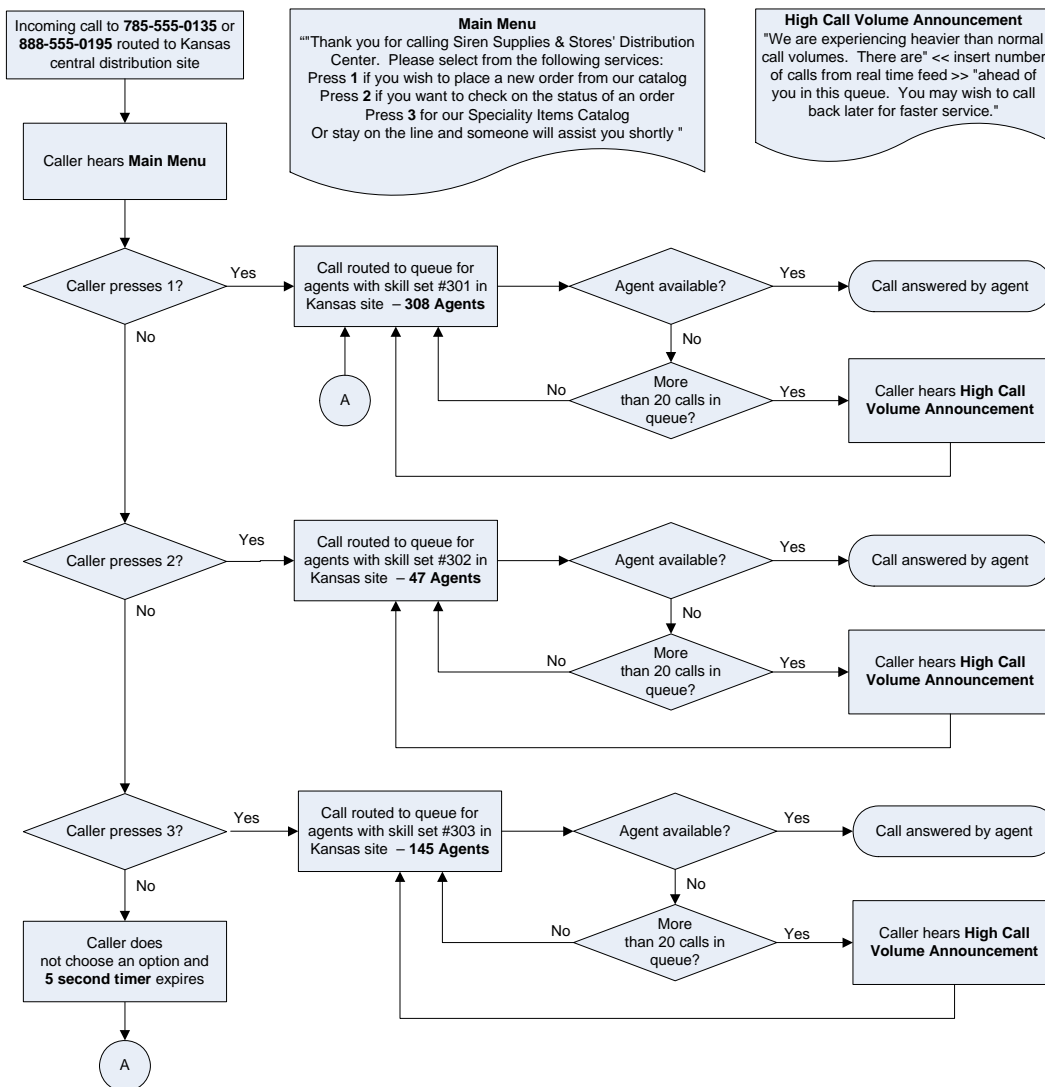 Incoming call to 785-555-0135 or
888-555-0195 routed to Kansas
central distribution site
Main Menu
""Thank you for calling Siren Supplies & Stores' Distribution
Center. Please select from the following services:
Press 1 if you wish to place a new order from our catalog
Press 2 if you want to check on the status of an order
Press 3 for our Speciality Items Catalog
Or stay on the line and someone will assist you shortly "
High Call Volume Announcement
"We are experiencing heavier than normal
call volumes. There are" << insert number
of calls from real time feed >> "ahead of
you in this queue. You may wish to call
back later for faster service."
Caller hears Main Menu
Caller presses 1?
Yes
No
Call routed to queue for
agents with skill set #301 in
Kansas site – 308 Agents
Agent available?
Yes
No
Call answered by agent
A
No
More
than 20 calls in
queue?
Yes
Caller hears High Call
Volume Announcement
Caller presses 2?
Yes
No
Call routed to queue for
agents with skill set #302 in
Kansas site – 47 Agents
Agent available?
Yes
No
Call answered by agent
No
More
than 20 calls in
queue?
Yes
Caller hears High Call
Volume Announcement
Caller presses 3?
Yes
No
Call routed to queue for
agents with skill set #303 in
Kansas site – 145 Agents
Agent available?
Yes
No
Call answered by agent
No
More
than 20 calls in
queue?
Yes
Caller hears High Call
Volume Announcement
Caller does
not choose an option and
5 second timer expires
A